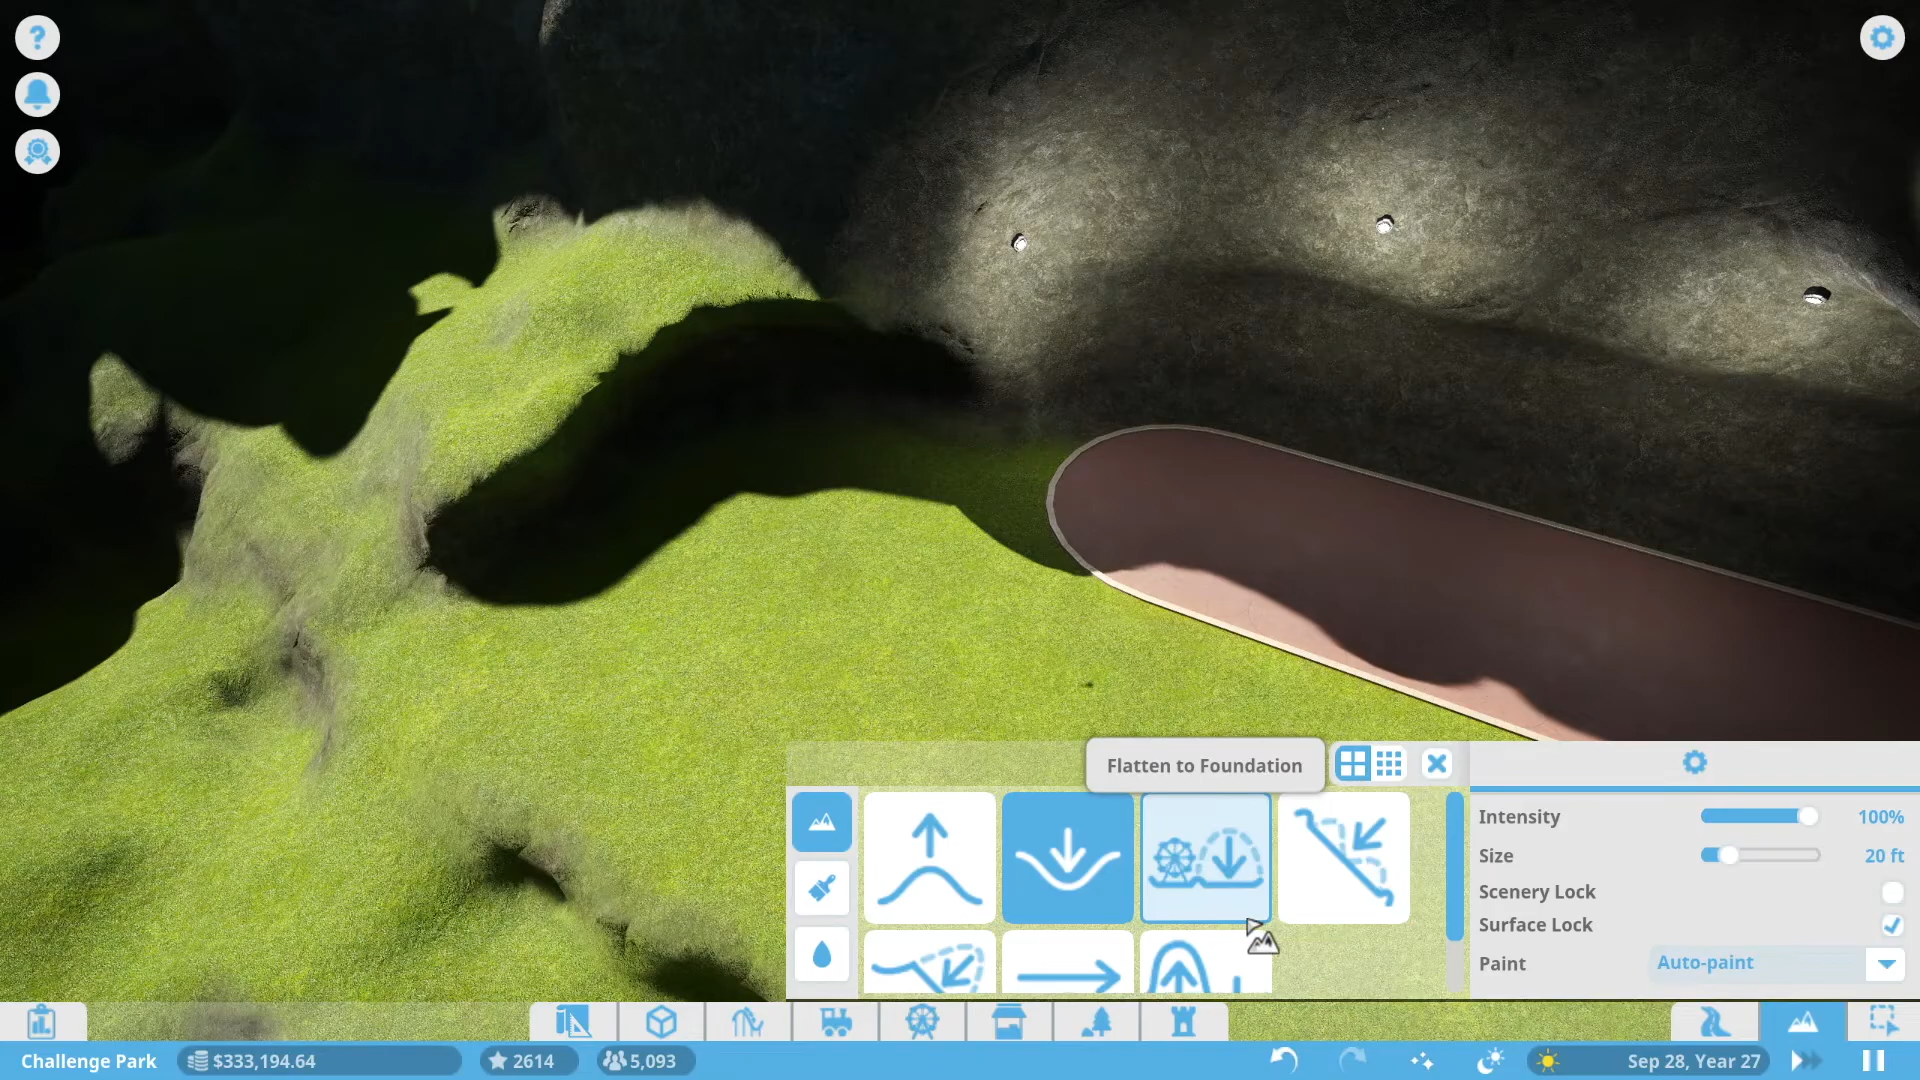 ?
Flatten to Foundation
Intensity 100%
Size 20 ft
Scenery Lock
Surface Lock
Paint Auto-paint
Challenge Park $333,194.64 2614 5,093 Sep 28, Year 27